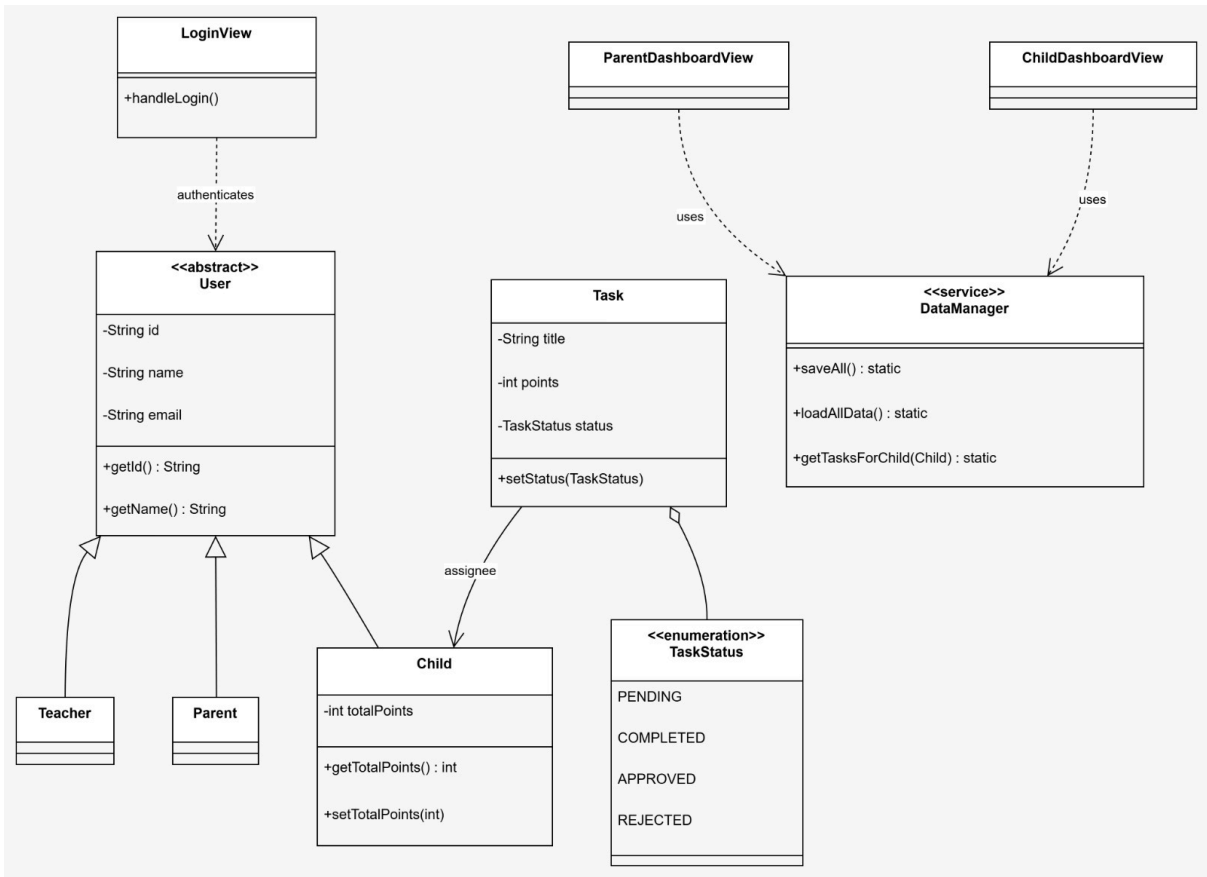 LoginView
+handleLogin()
ParentDashboardView
ChildDashboardView
authenticates
uses
uses
<<abstract>>
User
-String id
-String name
-String email
+getId() : String
+getName() : String
Task
-String title
-int points
-TaskStatus status
+setStatus(TaskStatus)
<<service>>
DataManager
+saveAll() : static
+loadAllData() : static
+getTasksForChild(Child) : static
assignee
Teacher
Parent
Child
-int totalPoints
+getTotalPoints() : int
+setTotalPoints(int)
<<enumeration>>
TaskStatus
PENDING
COMPLETED
APPROVED
REJECTED